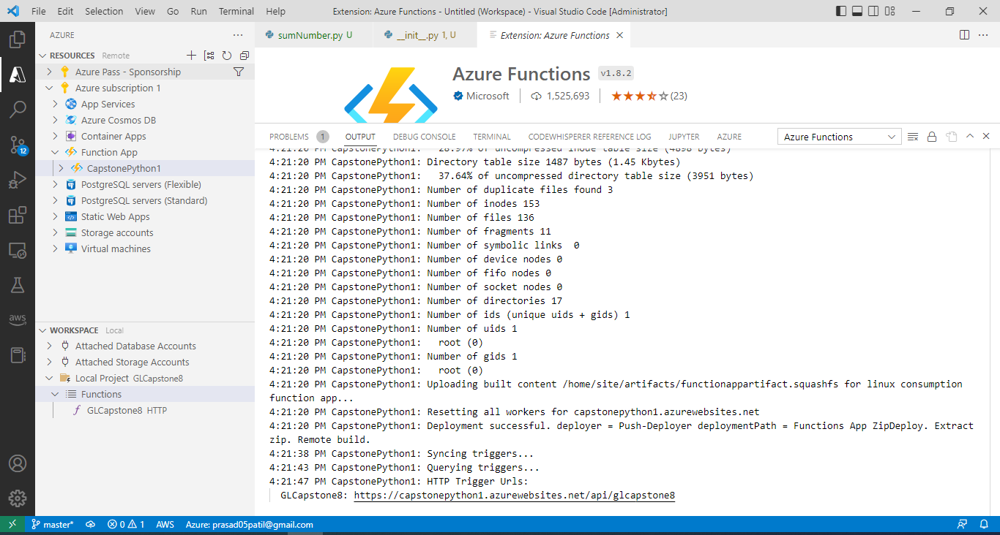 File Edit Selection View Go Run Terminal Help
Extension: Azure Functions - Untitled (Workspace) - Visual Studio Code [Administrator]
AZURE
RESOURCES Remote
Azure Pass - Sponsorship
Azure subscription 1
App Services
Azure Cosmos DB
Container Apps
Function App
CapstonePython1
PostgreSQL servers (Flexible)
PostgreSQL servers (Standard)
Static Web Apps
Storage accounts
Virtual machines
12
aws
WORKSPACE Local
Attached Database Accounts
Attached Storage Accounts
Local Project GLCapstone8
Functions
GLCapstone8 HTTP
sumNumber.py U
__init__.py 1, U
Extension: Azure Functions
Azure Functions v1.8.2
Microsoft 1,525,693 (23)
PROBLEMS 1 OUTPUT DEBUG CONSOLE TERMINAL CODEWHISPERER REFERENCE LOG JUPYTER AZURE Azure Functions
4:21:20 PM CapstonePython1: 28.97% of uncompressed inode table size (4898 bytes)
4:21:20 PM CapstonePython1: Directory table size 1487 bytes (1.45 Kbytes)
4:21:20 PM CapstonePython1: 37.64% of uncompressed directory table size (3951 bytes)
4:21:20 PM CapstonePython1: Number of duplicate files found 3
4:21:20 PM CapstonePython1: Number of inodes 153
4:21:20 PM CapstonePython1: Number of files 136
4:21:20 PM CapstonePython1: Number of fragments 11
4:21:20 PM CapstonePython1: Number of symbolic links 0
4:21:20 PM CapstonePython1: Number of device nodes 0
4:21:20 PM CapstonePython1: Number of fifo nodes 0
4:21:20 PM CapstonePython1: Number of socket nodes 0
4:21:20 PM CapstonePython1: Number of directories 17
4:21:20 PM CapstonePython1: Number of ids (unique uids + gids) 1
4:21:20 PM CapstonePython1: Number of uids 1
4:21:20 PM CapstonePython1: root (0)
4:21:20 PM CapstonePython1: Number of gids 1
4:21:20 PM CapstonePython1: root (0)
4:21:20 PM CapstonePython1: Uploading built content /home/site/artifacts/functionappartifact.squashfs for linux consumption
function app...
4:21:20 PM CapstonePython1: Resetting all workers for capstonepython1.azurewebsites.net
4:21:20 PM CapstonePython1: Deployment successful. deployer = Push-Deployer deploymentPath = Functions App ZipDeploy. Extract
zip. Remote build.
4:21:38 PM CapstonePython1: Syncing triggers...
4:21:43 PM CapstonePython1: Querying triggers...
4:21:47 PM CapstonePython1: HTTP Trigger Urls:
GLCapstone8: https://capstonepython1.azurewebsites.net/api/glcapstone8
master* 0 1 AWS Azure: prasad05patil@gmail.com